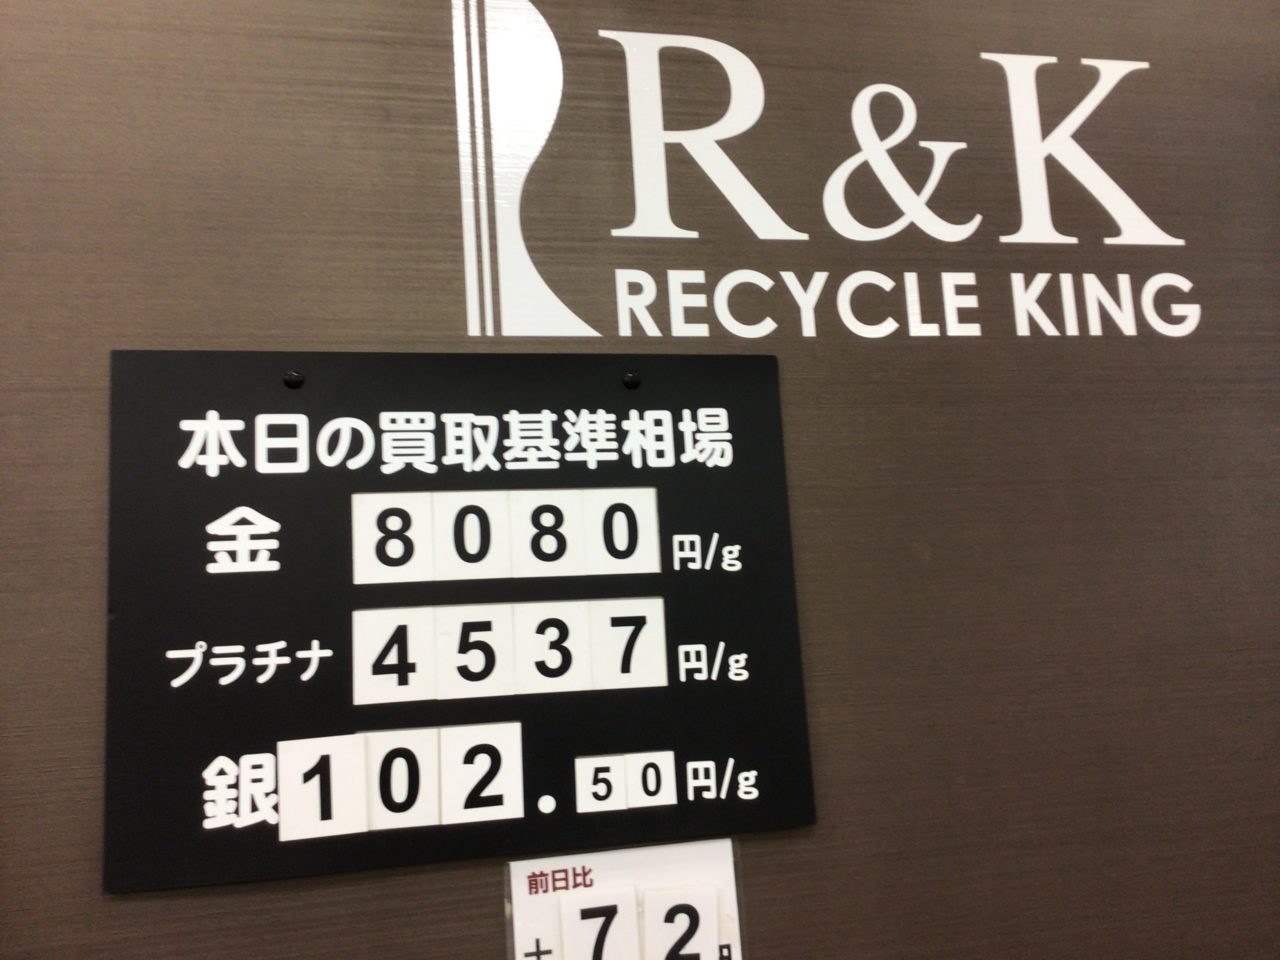 R&K
RECYCLE KING
本日の買取基準相場
金 8080 円/g
プラチナ 4537 円/g
銀 102.50 円/g
前日比
+72